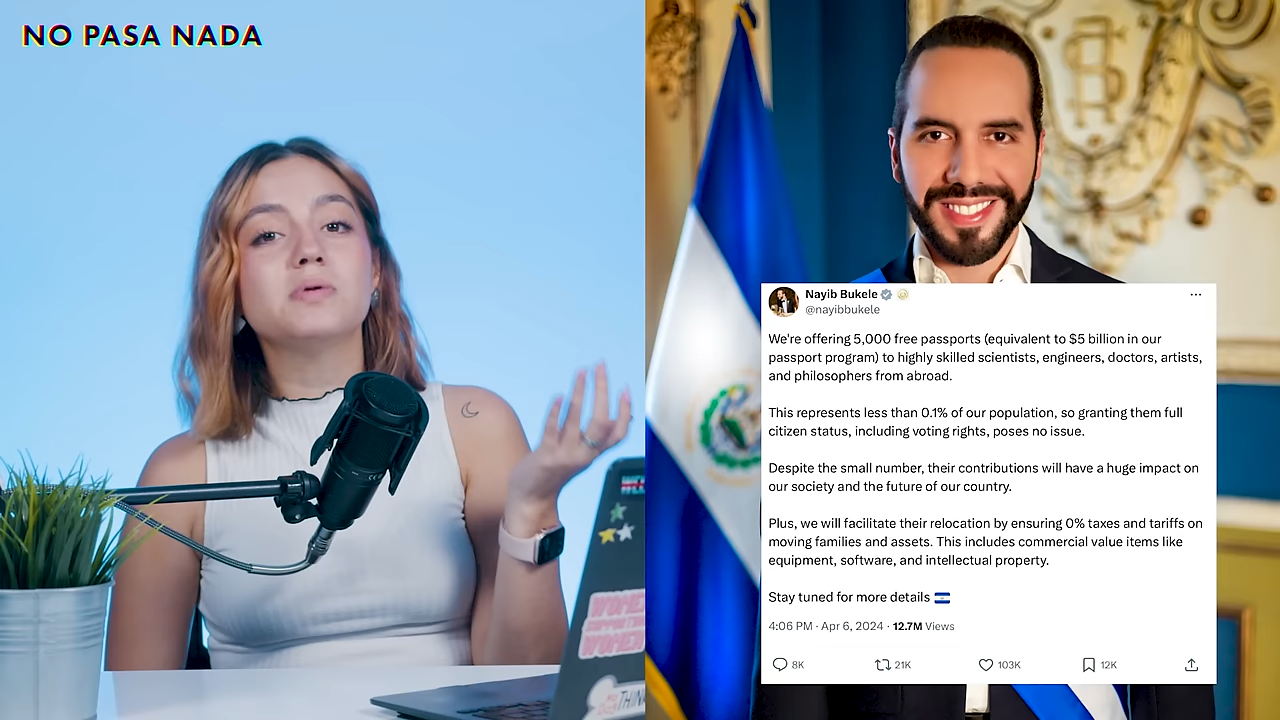 NO PASA NADA
Nayib Bukele
@nayibbukele
We're offering 5,000 free passports (equivalent to $5 billion in our
passport program) to highly skilled scientists, engineers, doctors, artists,
and philosophers from abroad.
This represents less than 0.1% of our population, so granting them full
citizen status, including voting rights, poses no issue.
Despite the small number, their contributions will have a huge impact on
our society and the future of our country.
Plus, we will facilitate their relocation by ensuring 0% taxes and tariffs on
moving families and assets. This includes commercial value items like
equipment, software, and intellectual property.
Stay tuned for more details 🇸🇻
4:06 PM · Apr 6, 2024 · 12.7M Views
8K 21K 103K 12K
WOMEN
WOMEN
THIN